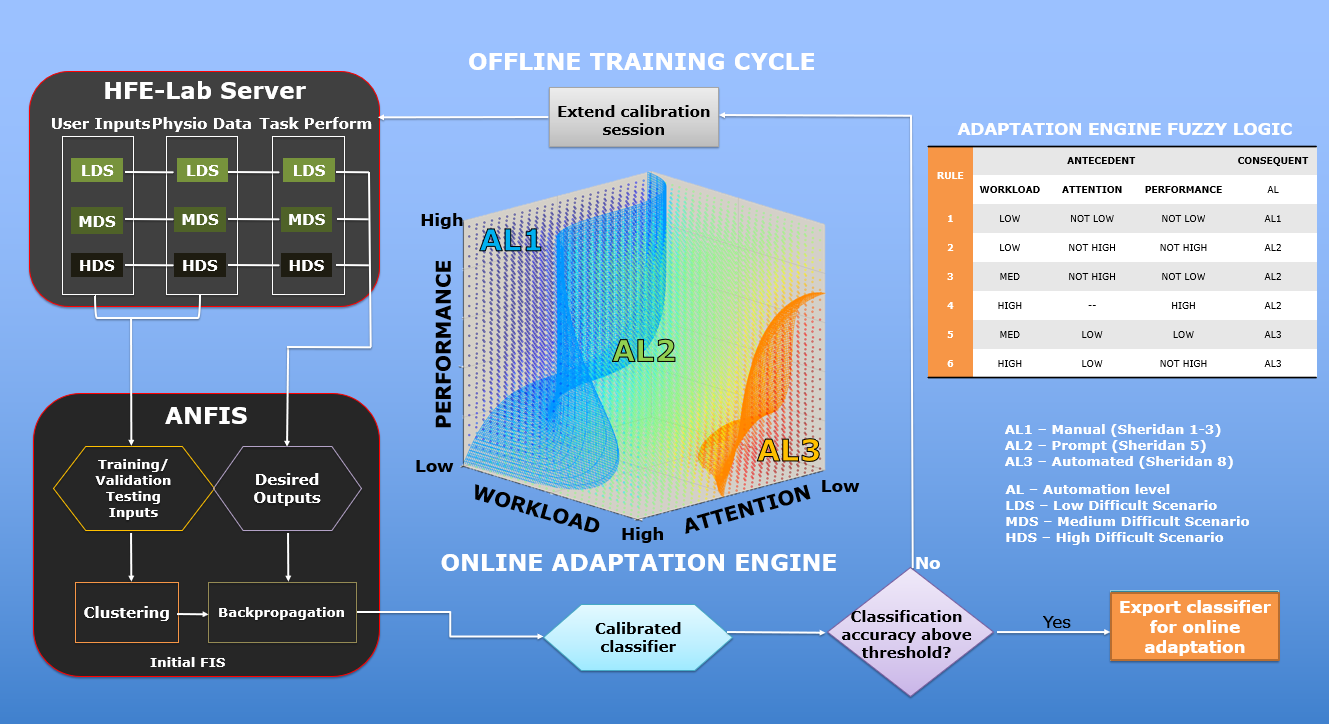 OFFLINE TRAINING CYCLE
HFE-Lab Server
User Inputs Physio Data Task Perform
LDS LDS LDS
MDS MDS MDS
HDS HDS HDS
Extend calibration
session
ANFIS
Training/
Validation
Testing
Inputs
Desired
Outputs
Clustering
Backpropagation
Initial FIS
High
PERFORMANCE
Low
AL1
AL2
AL3
WORKLOAD
High
ATTENTION
Low
ONLINE ADAPTATION ENGINE
Calibrated
classifier
Classification
accuracy above
threshold?
No
Yes
Export classifier
for online
adaptation
ADAPTATION ENGINE FUZZY LOGIC
RULE ANTECEDENT CONSEQUENT
WORKLOAD ATTENTION PERFORMANCE AL
1 LOW NOT LOW NOT LOW AL1
2 LOW NOT HIGH NOT HIGH AL2
3 MED NOT HIGH NOT LOW AL2
4 HIGH -- HIGH AL2
5 MED LOW LOW AL3
6 HIGH LOW NOT HIGH AL3
AL1 – Manual (Sheridan 1-3)
AL2 – Prompt (Sheridan 5)
AL3 – Automated (Sheridan 8)
AL – Automation level
LDS – Low Difficult Scenario
MDS – Medium Difficult Scenario
HDS – High Difficult Scenario